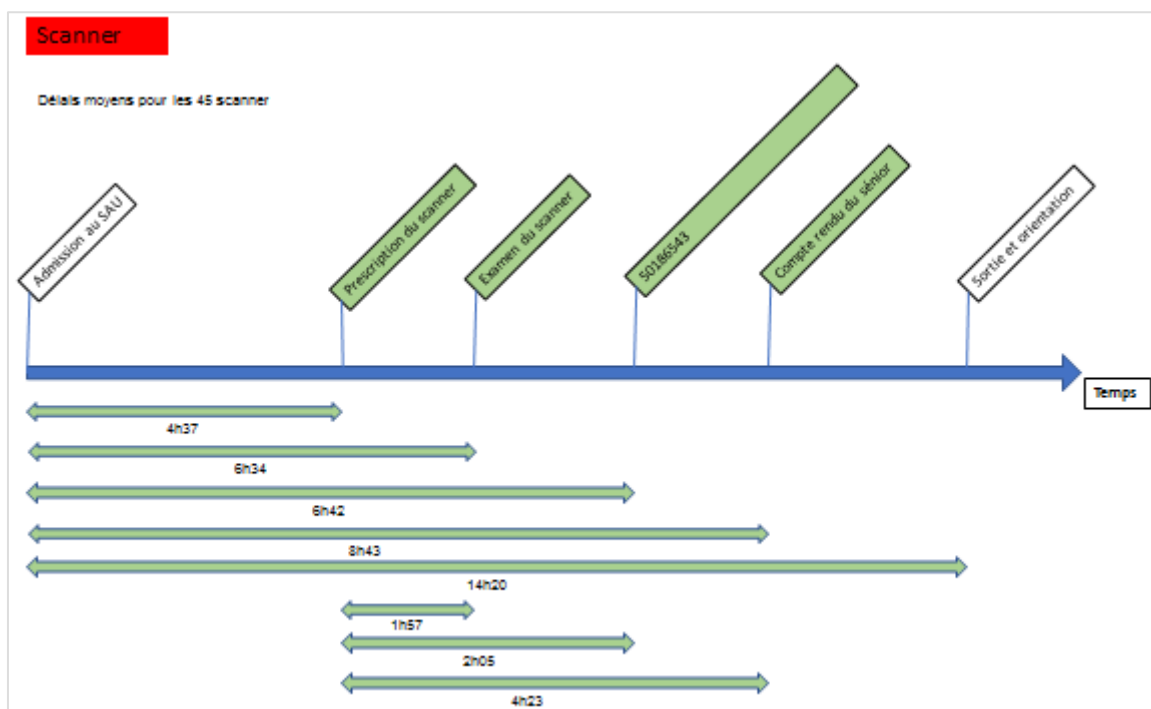 Scanner
Délais moyens pour les 45 scanner
Admission au SAU
Prescription du scanner
Examen du scanner
50186543
Compte rendu du sénior
Sortie et orientation
Temps
4h37
6h34
6h42
8h43
14h20
1h57
2h05
4h23